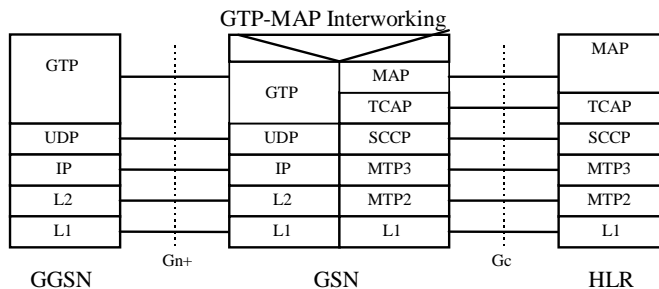 GTP-MAP Interworking
GTP
GTP
MAP
MAP
TCAP
TCAP
UDP
UDP
SCCP
SCCP
IP
IP
MTP3
MTP3
L2
L2
MTP2
MTP2
L1
L1
L1
L1
Gn+
Gc
GGSN
GSN
HLR